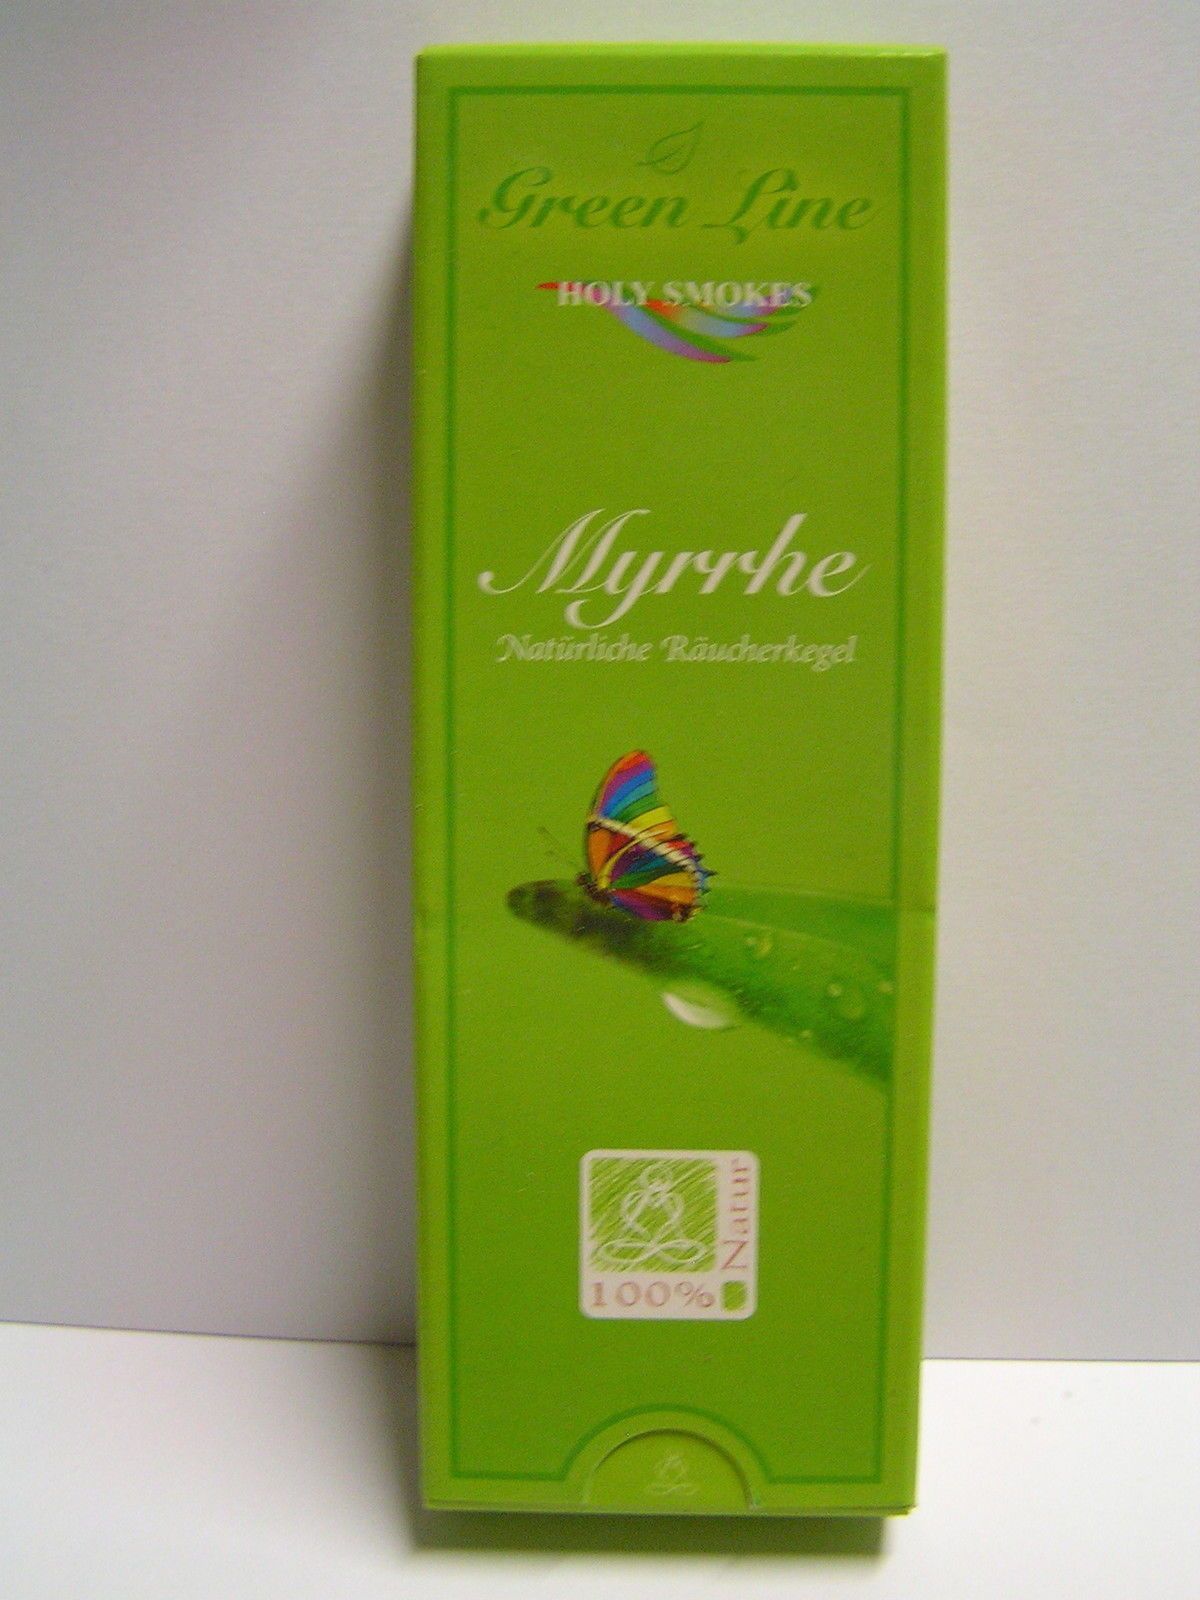 Green Line
HOLY SMOKES
Myrrhe
Natürliche Räucherkegel
100% Natur